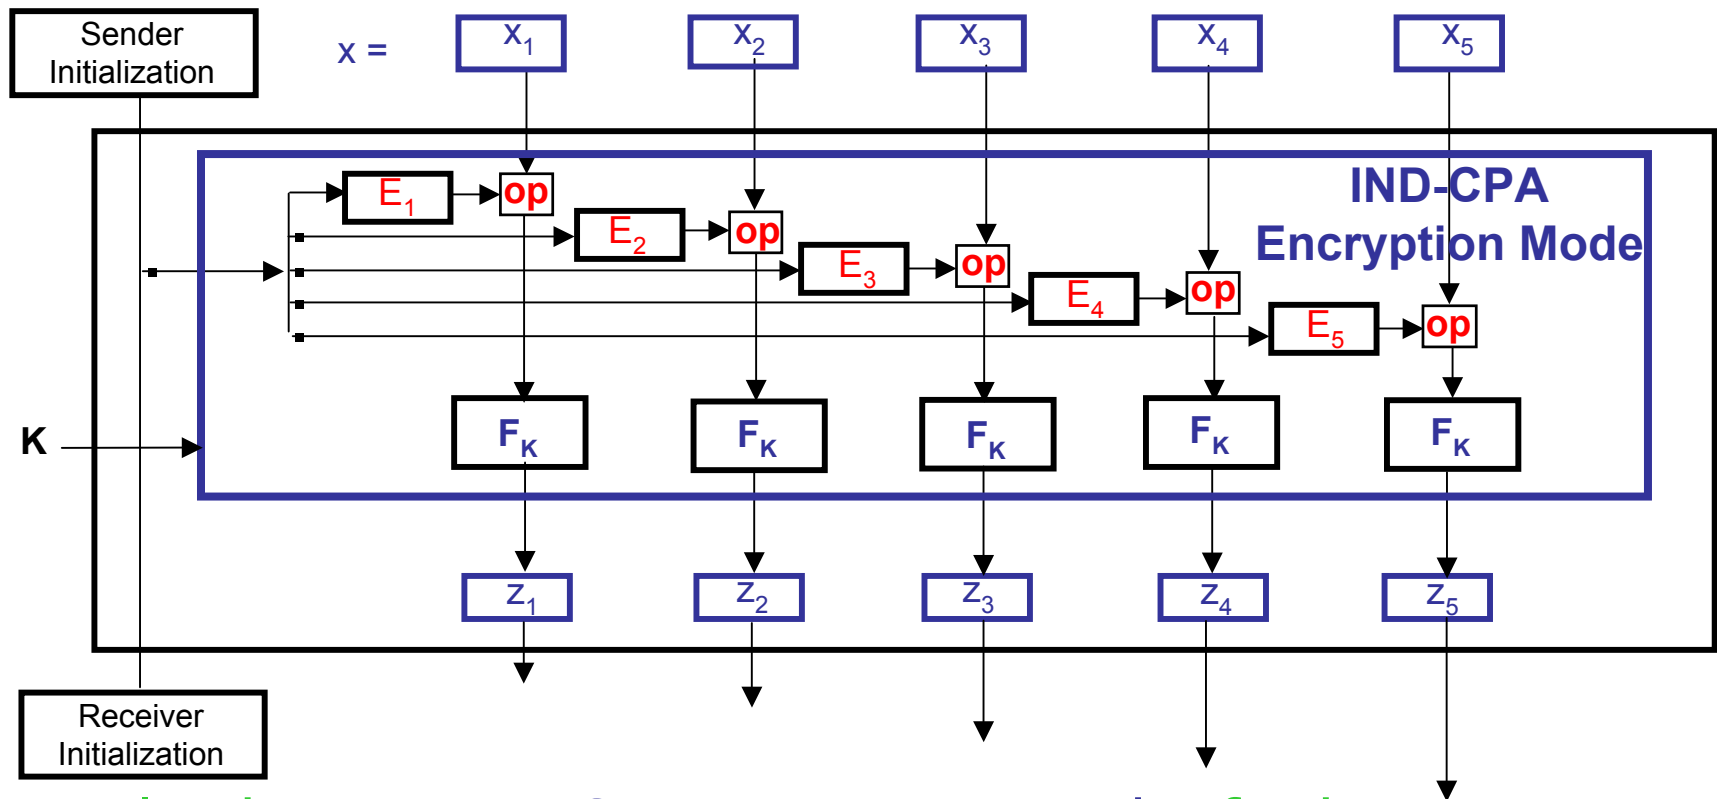 Sender
Initialization
x =
x1
x2
x3
x4
x5
IND-CPA
Encryption Mode
E1
op
E2
op
E3
op
E4
op
E5
op
K
FK
FK
FK
FK
FK
z1
z2
z3
z4
z5
Receiver
Initialization